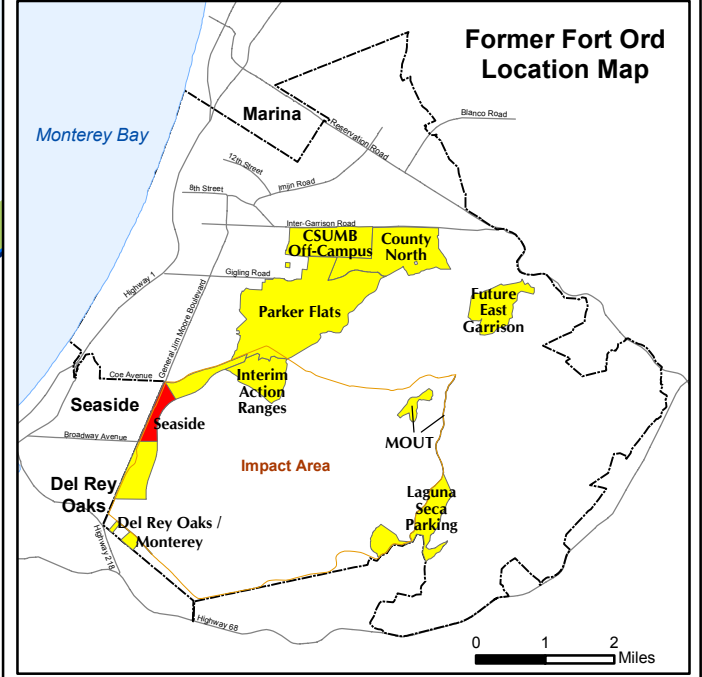 Former Fort Ord
Location Map
Monterey Bay
Marina
Reservation Road
Blanco Road
12th Street
8th Street
Imjin Road
Inter-Garrison Road
CSUMB
Off-Campus
County
North
Highway 1
Gigling Road
General Jim Moore Boulevard
Parker Flats
Future
East
Garrison
Coe Avenue
Interim
Action
Ranges
Seaside
Seaside
Broadway Avenue
MOUT
Impact Area
Del Rey
Oaks
Laguna
Seca
Parking
Del Rey Oaks /
Monterey
Highway 218
Highway 68
0 1 2
Miles